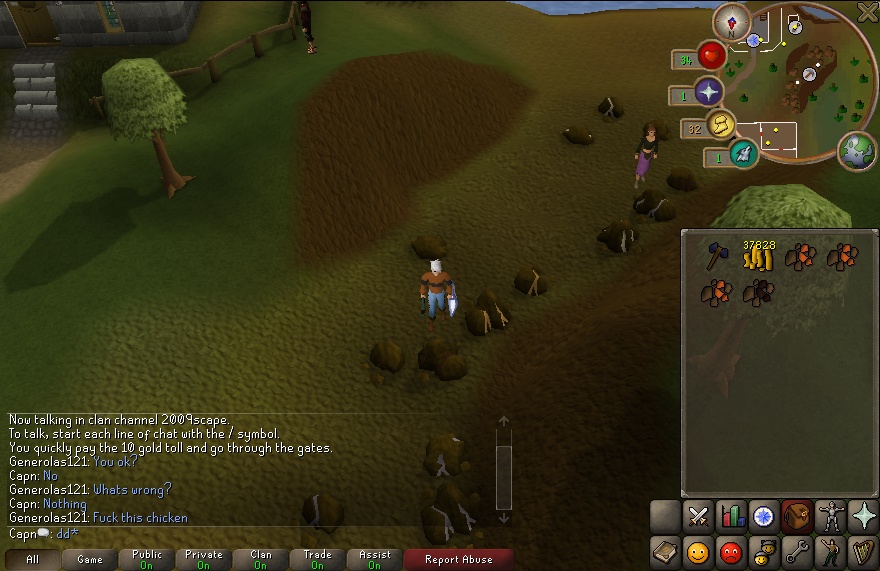 N
34
1
32
1
37828
Now talking in clan channel 2009scape.
To talk, start each line of chat with the / symbol.
You quickly pay the 10 gold toll and go through the gates.
Generolas121: You ok?
Capn: No
Generolas121: Whats wrong?
Capn: Nothing
Generolas121: Fuck this chicken
Capn: dd*
All Game Public On Private On Clan On Trade On Assist On Report Abuse